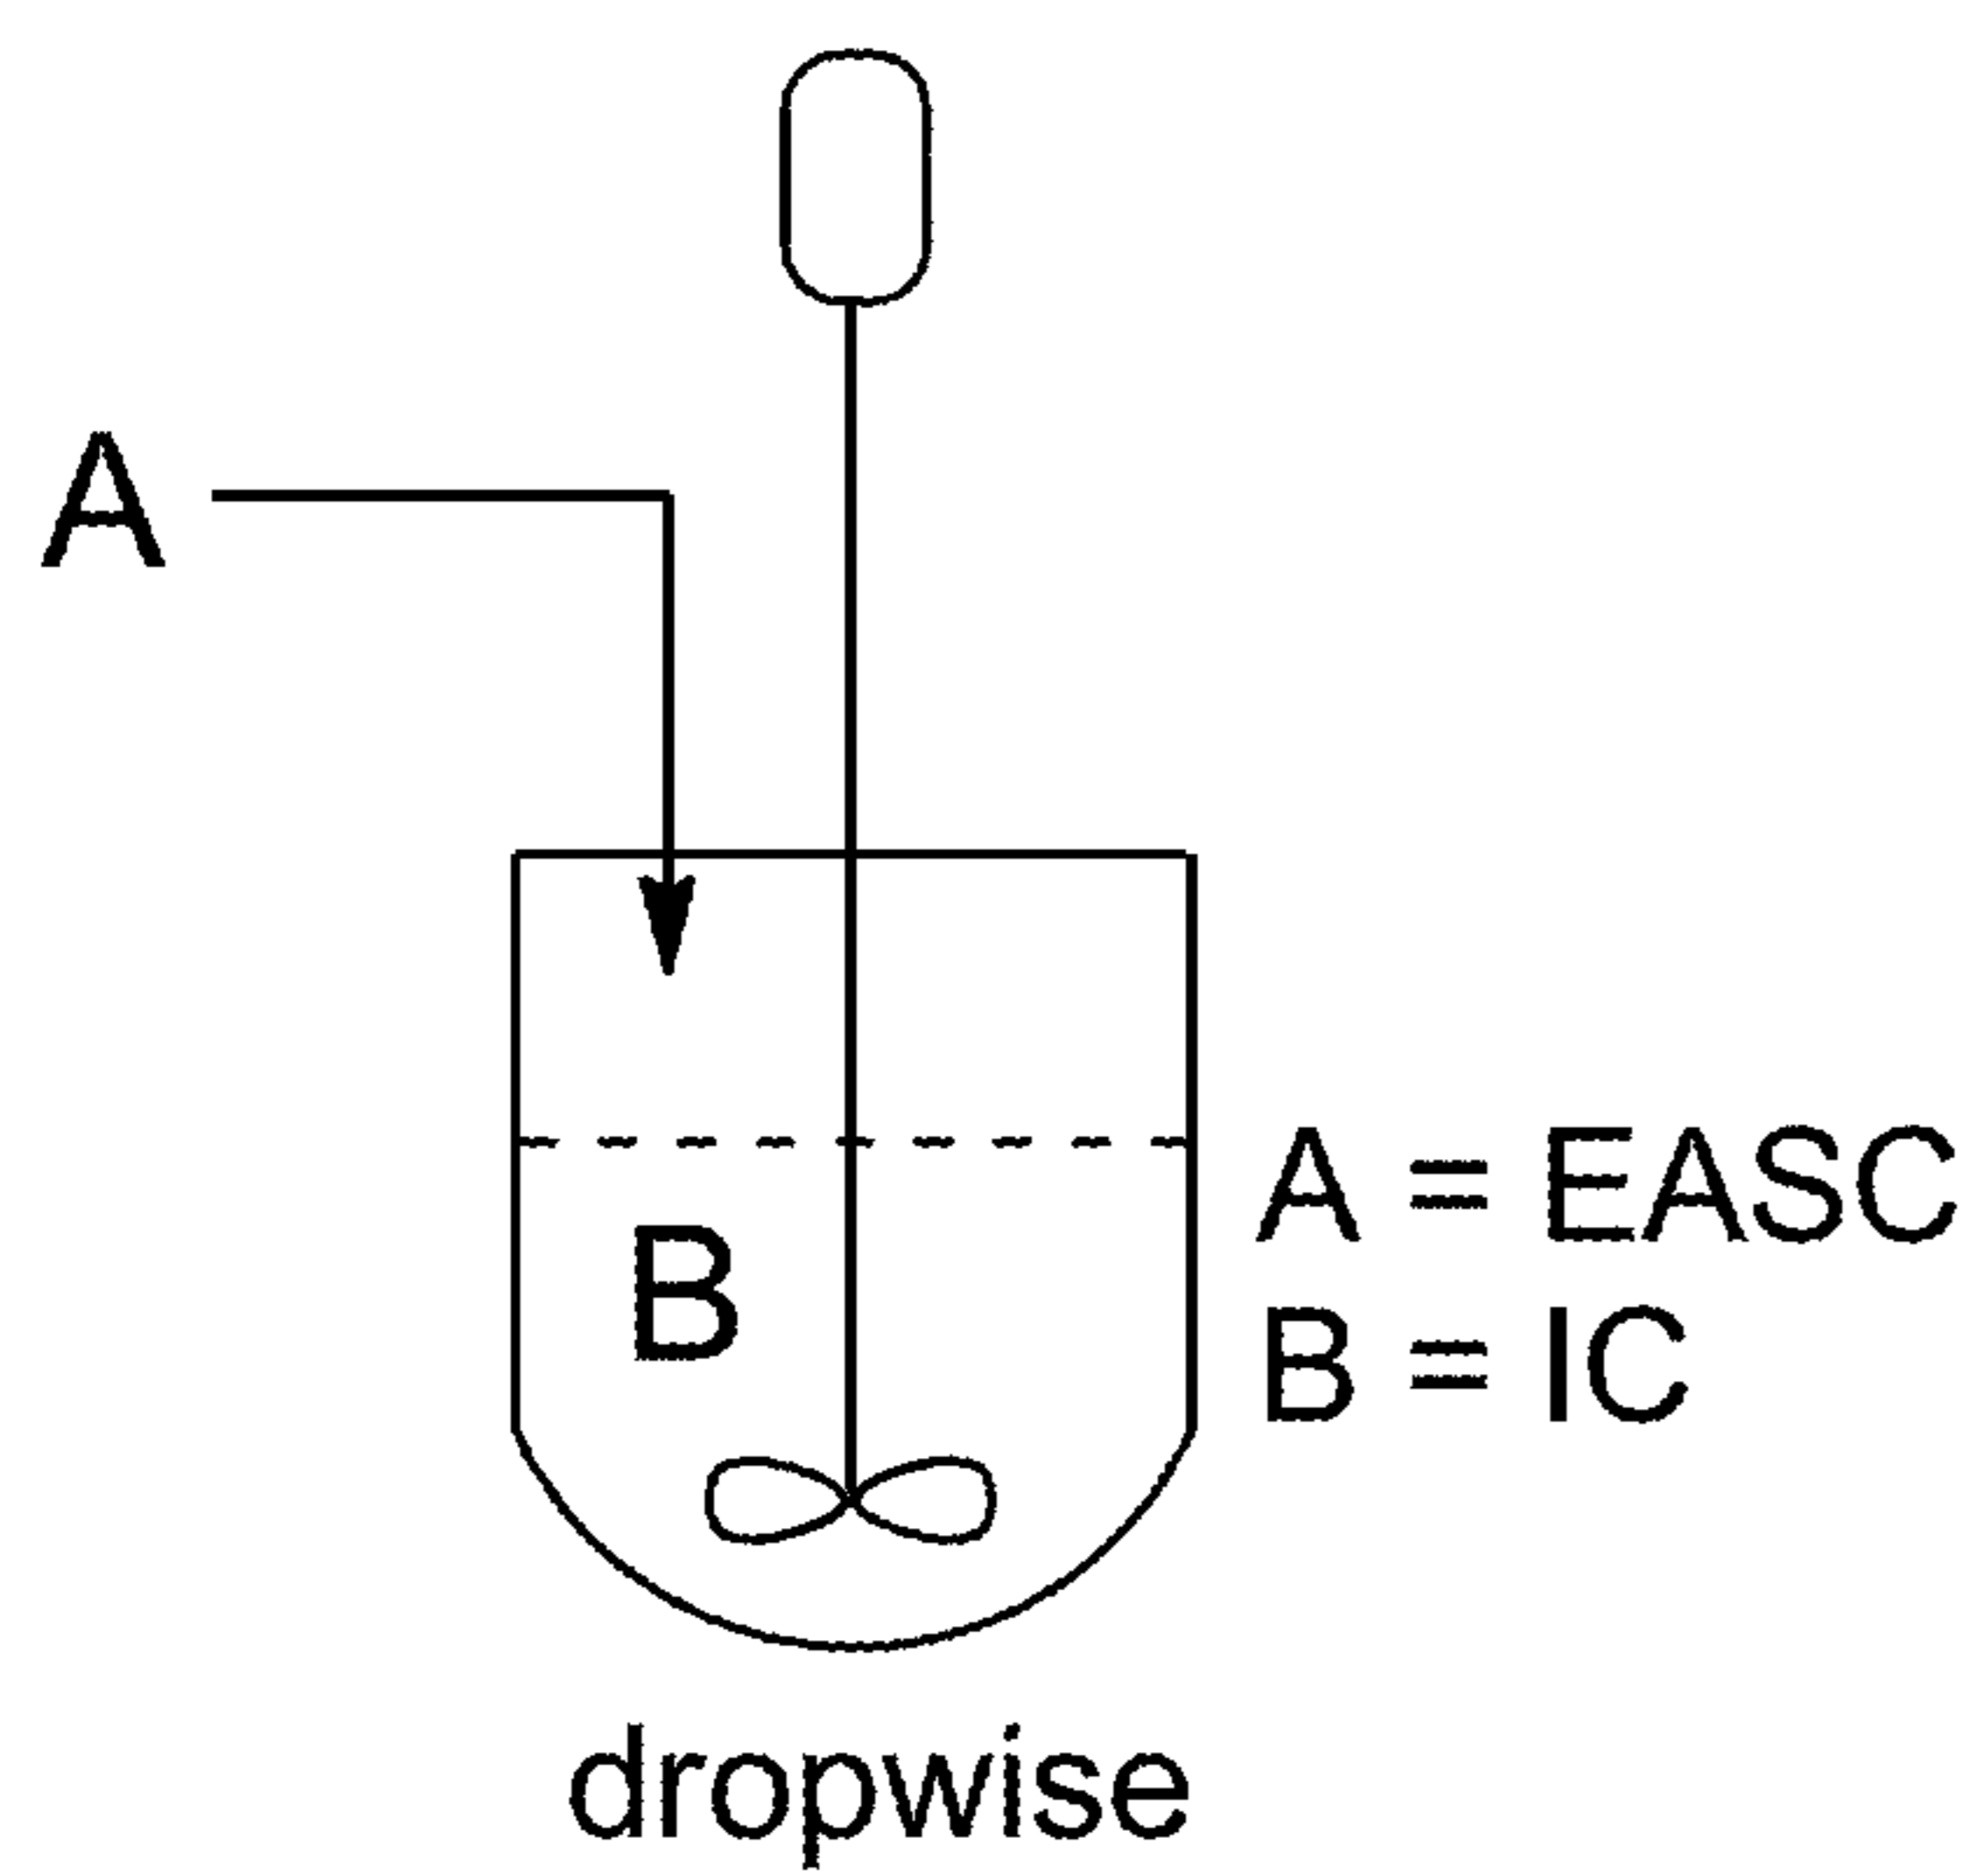 A
B
A = EASC
B = IC
dropwise